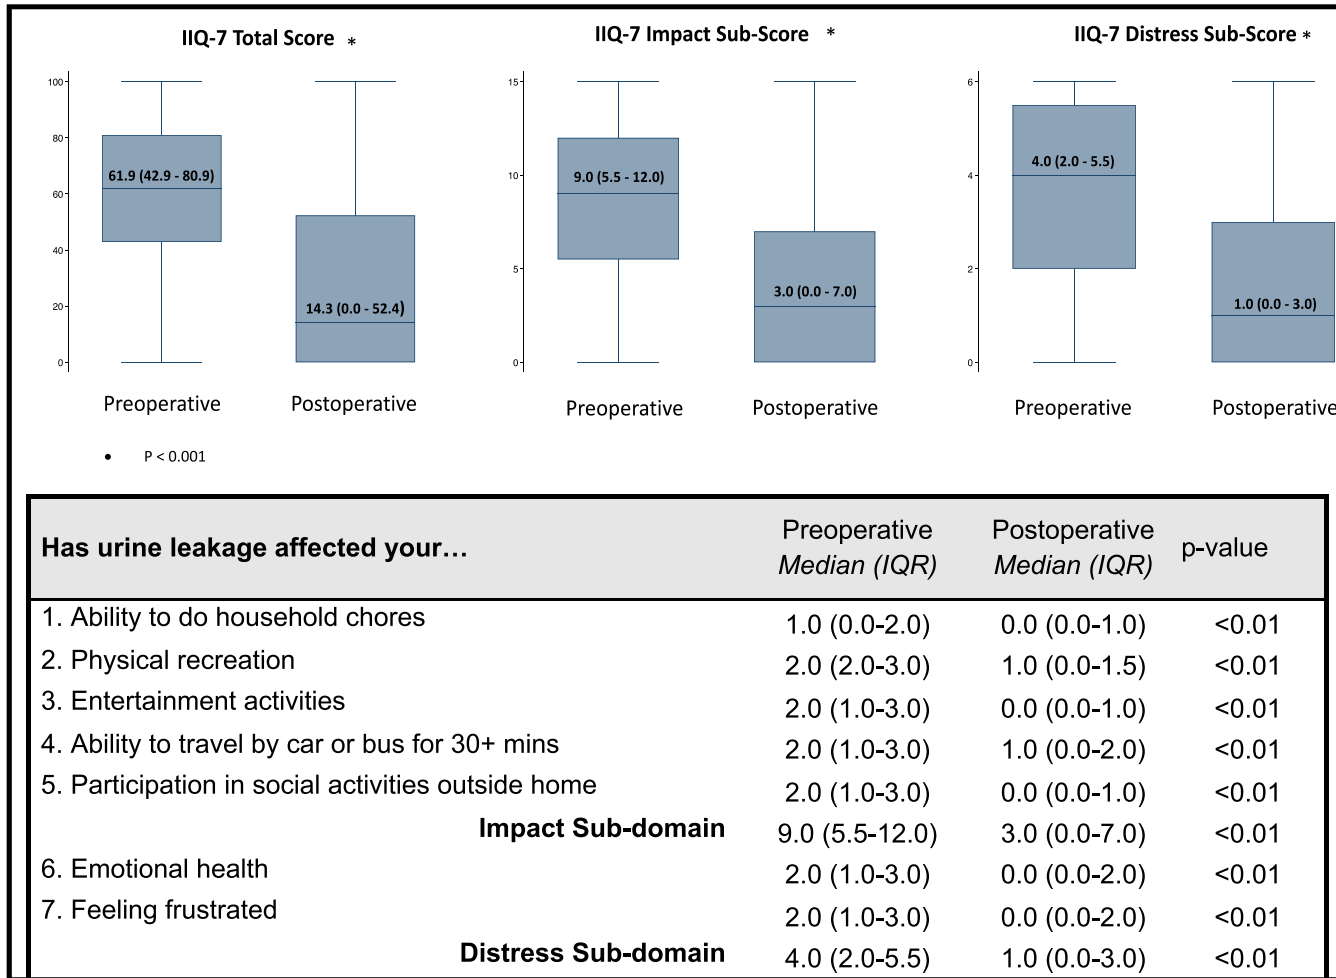 IIQ-7 Total Score *
IIQ-7 Impact Sub-Score *
IIQ-7 Distress Sub-Score *
100
80
60
40
20
0
61.9 (42.9 - 80.9)
14.3 (0.0 - 52.4)
Preoperative
Postoperative
15
10
5
0
9.0 (5.5 - 12.0)
3.0 (0.0 - 7.0)
Preoperative
Postoperative
6
4
2
0
4.0 (2.0 - 5.5)
1.0 (0.0 - 3.0)
Preoperative
Postoperative
• P < 0.001
Has urine leakage affected your… Preoperative Median (IQR) Postoperative Median (IQR) p-value
1. Ability to do household chores 1.0 (0.0-2.0) 0.0 (0.0-1.0) <0.01
2. Physical recreation 2.0 (2.0-3.0) 1.0 (0.0-1.5) <0.01
3. Entertainment activities 2.0 (1.0-3.0) 0.0 (0.0-1.0) <0.01
4. Ability to travel by car or bus for 30+ mins 2.0 (1.0-3.0) 1.0 (0.0-2.0) <0.01
5. Participation in social activities outside home 2.0 (1.0-3.0) 0.0 (0.0-1.0) <0.01
Impact Sub-domain 9.0 (5.5-12.0) 3.0 (0.0-7.0) <0.01
6. Emotional health 2.0 (1.0-3.0) 0.0 (0.0-2.0) <0.01
7. Feeling frustrated 2.0 (1.0-3.0) 0.0 (0.0-2.0) <0.01
Distress Sub-domain 4.0 (2.0-5.5) 1.0 (0.0-3.0) <0.01